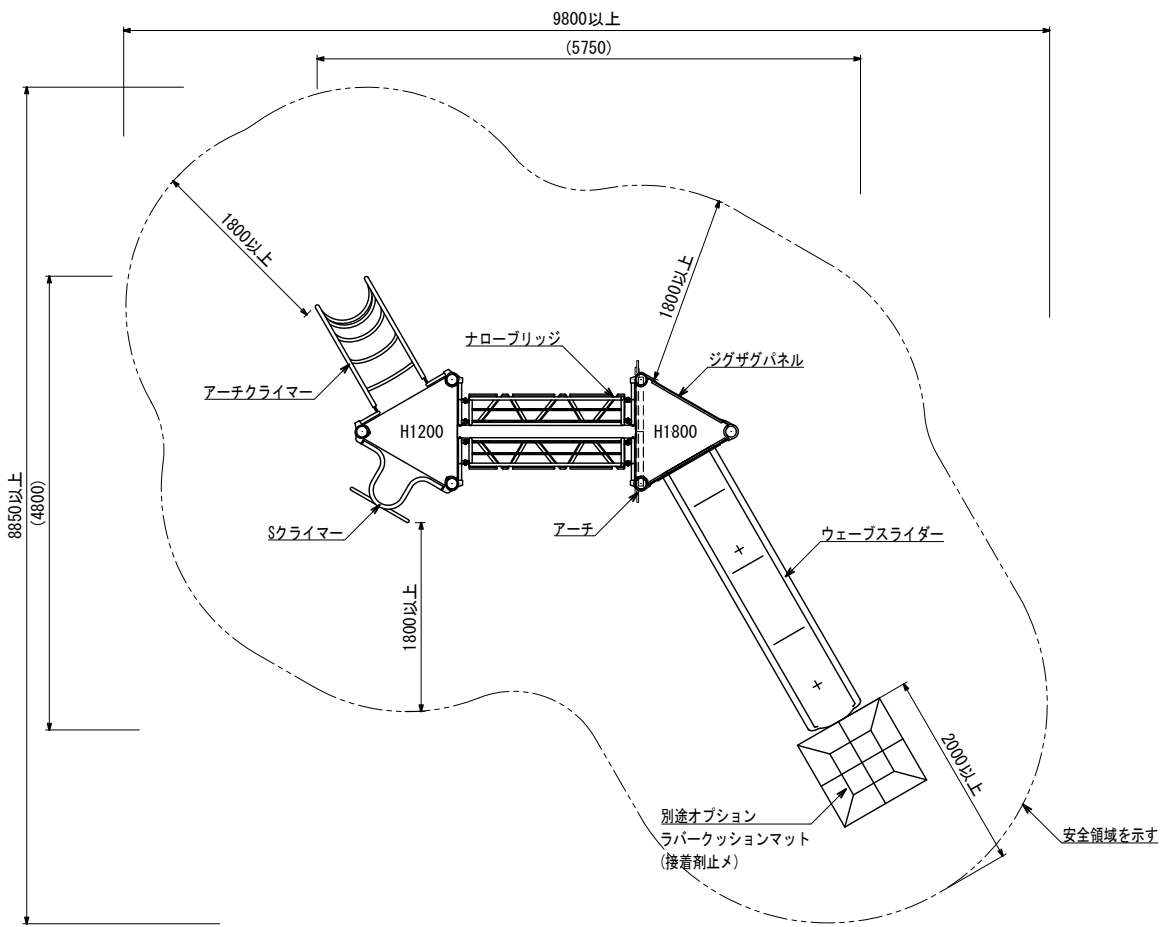 9800以上
(5750)
1800以上
1800以上
ナローブリッジ
ジグザグパネル
アーチクライマー
H1200
H1800
8850以上
(4800)
Sクライマー
アーチ
ウェーブスライダー
1800以上
2000以上
別途オプション
ラバークッションマット
(接着剤止メ)
安全領域を示す